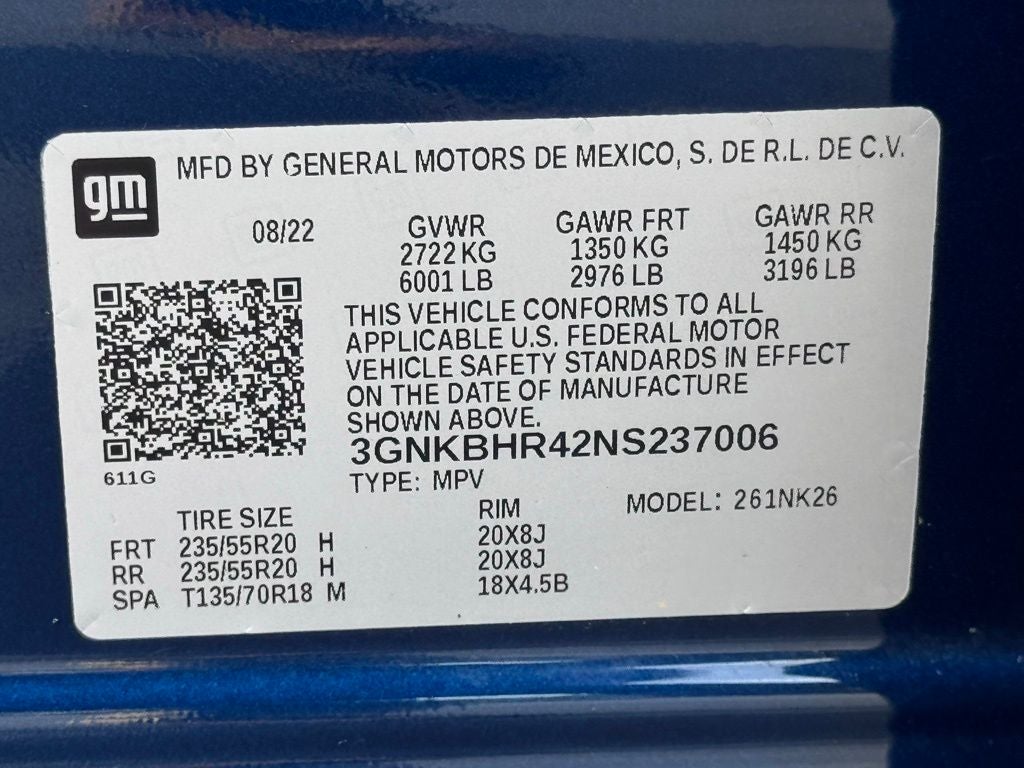 gm
MFD BY GENERAL MOTORS DE MEXICO, S. DE R.L. DE C.V.
08/22 GVWR GAWR FRT GAWR RR
2722 KG 1350 KG 1450 KG
6001 LB 2976 LB 3196 LB
THIS VEHICLE CONFORMS TO ALL
APPLICABLE U.S. FEDERAL MOTOR
VEHICLE SAFETY STANDARDS IN EFFECT
ON THE DATE OF MANUFACTURE
SHOWN ABOVE.
3GNKBHR42NS237006
611G
TYPE: MPV
MODEL: 261NK26
TIRE SIZE RIM
FRT 235/55R20 H 20X8J
RR 235/55R20 H 20X8J
SPA T135/70R18 M 18X4.5B